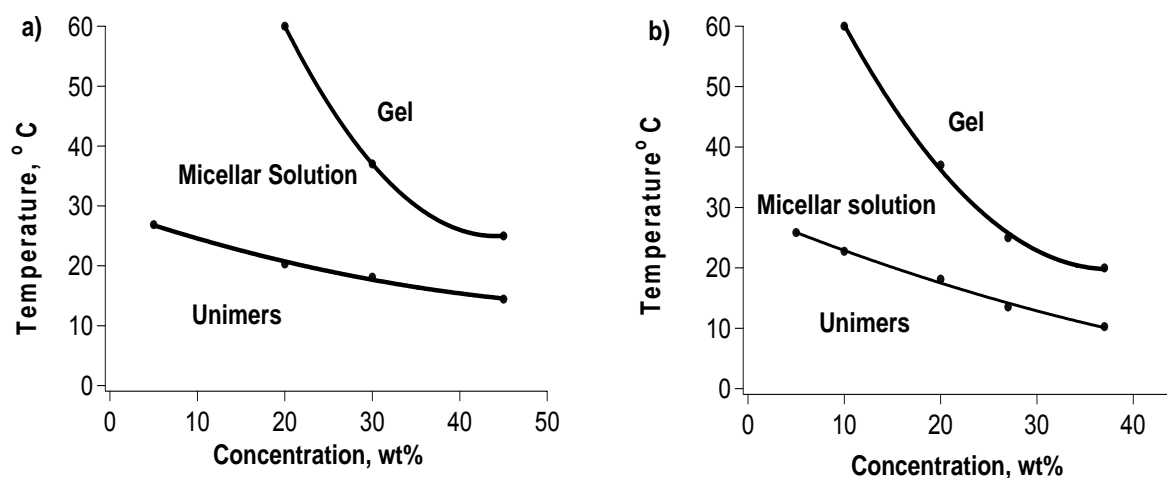 a)
Temperature, °C
60
50
40
30
20
10
0
Gel
Micellar Solution
Unimers
0 10 20 30 40 50
Concentration, wt%
b)
Temperature° C
60
50
40
30
20
10
0
Gel
Micellar solution
Unimers
0 10 20 30 40
Concentration, wt%